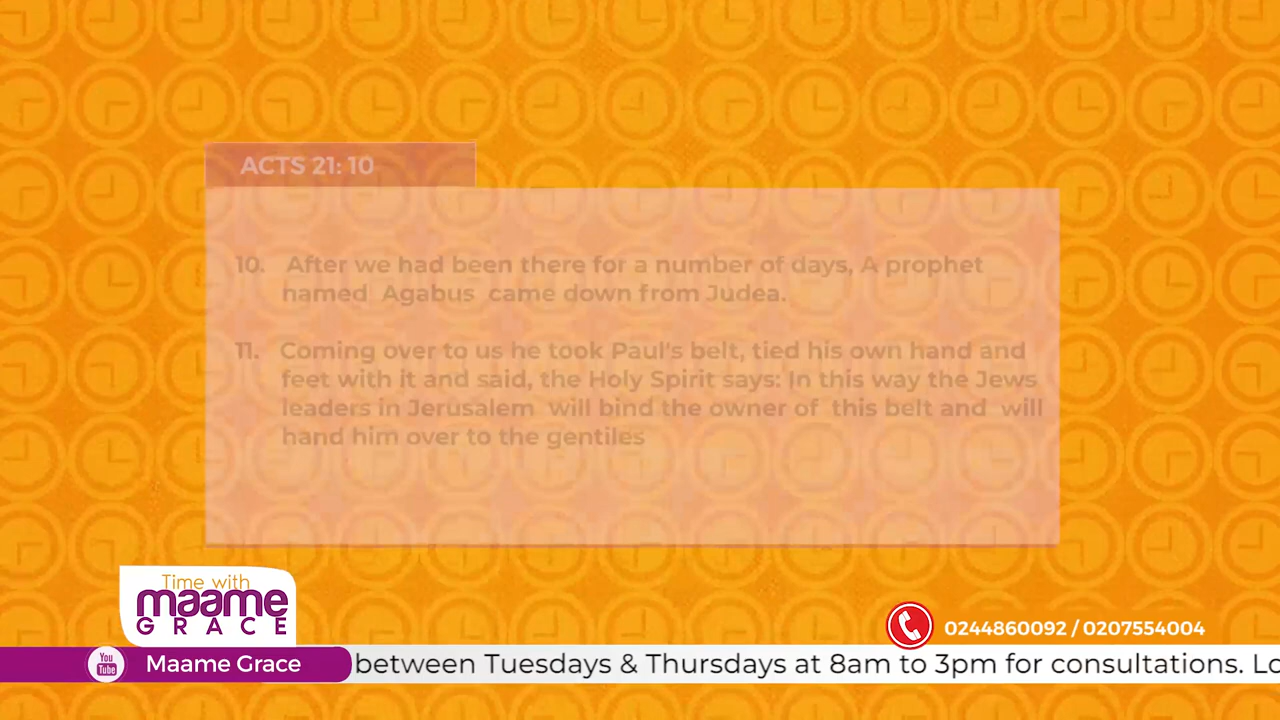 ACTS 21: 10
10. After we had been there for a number of days, A prophet
named Agabus came down from Judea.
11. Coming over to us he took Paul's belt, tied his own hand and
feet with it and said, the Holy Spirit says: In this way the Jews
leaders in Jerusalem will bind the owner of this belt and will
hand him over to the gentiles
Time with
maame
GRACE
0244860092 / 0207554004
You
Tube
Maame Grace
between Tuesdays & Thursdays at 8am to 3pm for consultations. Lo